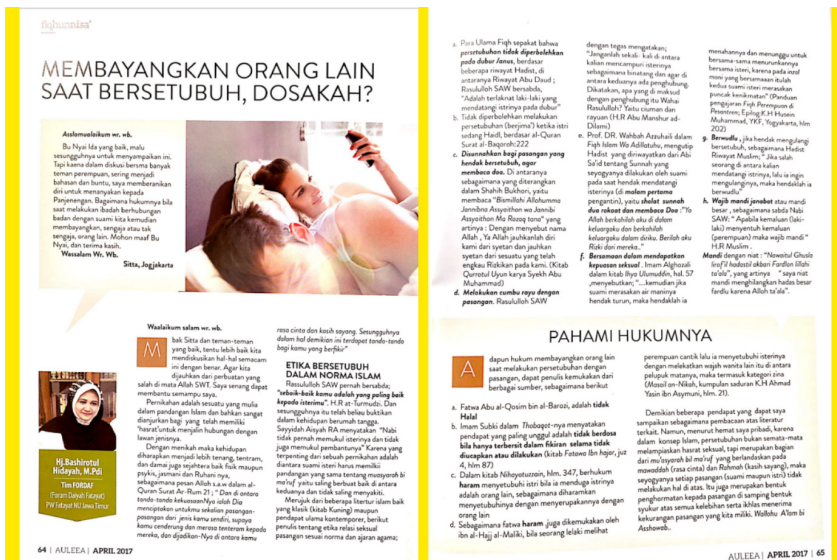 fiqhunnisa'
MEMBAYANGKAN ORANG LAIN
SAAT BERSETUBUH, DOSAKAH?
Asslamualaikum wr. wb.
Bu Nyai Ida yang baik, malu
sesungguhnya untuk menyampaikan ini.
Tapi karena dalam diskusi bersma banyak
teman perempuan, sering menjadi
bahasan dan buntu, saya memberanikan
diri untuk menanyakan kepada
Panjenengan. Bagaimana hukumnya bila
saat melakukan ibadah berhubungan
badan dengan suami kita kemudian
membayangkan, sengaja atau tak
sengaja, orang lain. Mohon maaf Bu
Nyai, dan terima kasih.
Wassalam Wr. Wb.
Sitta, Jogjakarta
Hj.Bashirotul
Hidayah, M.Pdi
Tim FORDAF
(Forum Daiyah Fatayat)
PW Fatayat NU Jawa Timur
Waalaikum salam wr. wb.
Mbak Sitta dan teman-teman
yang baik, tentu lebih baik kita
mendiskusikan hal-hal semacam
ini dengan benar. Agar kita
dijauhkan dari perbuatan yang
salah di mata Allah SWT. Saya senang dapat
membantu semampu saya.
Pernikahan adalah sesuatu yang mulia
dalam pandangan Islam dan bahkan sangat
dianjurkan bagi yang telah memiliki
'hasrat'untuk menjalin hubungan dengan
lawan jenisnya.
Dengan menikah maka kehidupan
diharapkan menjadi lebih tenang, tentram,
dan damai juga sejahtera baik fisik maupun
psykis, jasmani dan Ruhani nya,
sebagaimana pesan Allah swt dalam al-
Quran Surat Ar-Rum 21 ; " Dan di antara
tanda-tanda kekuasaanNya ialah Dia
menciptakan untukmu sekalian pasangan-
pasangan dari jenis kamu sendiri, supaya
kamu cenderung dan merasa tenteram kepada
mereka, dan dijadikan-Nya di antara kamu
rasa cinta dan kasih sayang. Sesungguhnya
dalah hal demikian ini terdapat tanda-tanda
bagi kamu yang berfikir"
ETIKA BERSETUBUH
DALAM NORMA ISLAM
Rassululloh SAW pernah bersabda;
"sebaik-baik kamu adalah yang paling baik
kepada isterimu". H.R at-Turmudzi. Dan
sesungguhnya itu telah beliau buktikan
dalam kehidupan berumah tangga.
Sayyidah Aisyah RA menyatakan "Nabi
tidak pernah memukul isterinya dan tidak
juga memukul pembantunya" Karena yang
terpenting dari sebuah pernikahan adalah
diantara suami isteri harus memiliki
pandangan yang sama tentang muasyarah bi
ma'ruf yaitu saling berbuat baik di antara
keduanya dan tidak saling menyakiti.
Merujuk dari beberapa litertur islam baik
yang klasik (kitab Kuning) maupun
pendapat ulama kontemporer, berikut
penulis tentang etika relasi seksual
pasangan sesuai norma dan ajaran agama;
64 | AULEEA | APRIL 2017
a. Para Ulama Fiqh sepakat bahwa
persetubuhan tidak diperbolehkan
pada dubur /anus, berdasar
beberapa riwayat Hadist, di
antaranya Riwayat Abu Daud ;
Rasululloh SAW bersabda,
"Adalah terlaknat laki-laki yang
mendatangi istrinya pada dubur"
b. Tidak diperbolehkan melakukan
persetubuhan (berjima') ketika istri
sedang Haidl, berdasar al-Quran
Surat al-Baqoroh:222
c. Disunnahkan bagi pasangan yang
hendak bersetubuh, agar
membaca doa. Di antaranya
sebagaimana yang diterangkan
dalam Shahih Bukhori, yaitu
membaca "Bismillahi Allohumma
Jannibna Assyaithon wa Jannibi
Assyaithon Ma Rozaq tana" yang
artinya : Dengan menyebut nama
Allah , Ya Allah jauhkanlah diri
kami dari syetan dan jauhkan
syetan dari sesuatu yang telah
engkau Rizkikan pada kami. (Kitab
Qurrotul Uyun karya Syekh Abu
Muhammad)
d. Melakukan cumbu rayu dengan
pasangan. Rasululloh SAW
dengan tegas mengatakan;
"Janganlah sekali- kali di antara
kalian mencampuri isterinya
sebagaimana binatang dan agar di
antara keduanya ada penghubung.
Dikatakan, apa yang di maksud
dengan penghubung itu Wahai
Rasulullah? Yaitu ciuman dan
rayuan (H.R Abu Manshur ad-
Dilami)
e. Prof. DR. Wahbah Azzuhaili dalam
Fiqh Islam Wa Adillatuhu, mengutip
Hadist yang diriwayatkan dari Abi
Sa'id tentang Sunnah yang
seyogyanya dilakukan oleh suami
pada saat hendak mendatangi
isterinya (di malam pertama
pengantin), yaitu sholat sunnah
dua rakaat dan membaca Doa :"Ya
Allah berkahilah aku di dalam
keluargaku dan berkahilah
keluargaku dalam diriku. Berilah aku
Rizki dari mereka.."
f. Bersamaan dalam mendapatkan
kepuasan seksual . Imam Alghozali
dalam kitab Ihya Ulumuddin, hal. 57
,menyebutkan; "....kemudian jika
suami merasakan air maninya
hendak turun, maka hendaklah ia
menahannya dan menunggu untuk
bersama-sama menurunkannya
bersama isteri, karena pada inzal
moni yang bersamaan itulah
kedua suami isteri merasakan
puncak kenikmatan" (Panduan
pengajaran Fiqh Perempuan di
Pesantren; Epilog:K.H Husein
Muhammad, YKF, Yogyakarta, hlm
202)
g. Berwudlu , jika hendak mengulangi
bersetubuh, sebagaimana Hadist
Riwayat Muslim; " Jika salah
seorang di antara kalian
mendatangi istrinya, lalu ia ingin
mengulanginya, maka hendaklah ia
berwudlu"
h. Wajib mandi janabat atau mandi
besar , sebagaimana sabda Nabi
SAW; " Apabila kemaluan (laki-
laki) menyentuh kemaluan
(perempuan) maka wajib mandi "
H.R Muslim .
Mandi dengan niat : "Nawaitul Ghusla
lirof'il hadastil akbari Fardlon lillahi
ta'ala", yang artinya " saya niat
mandi menghilangkan hadas besar
fardlu karena Alloh ta'ala".
PAHAMI HUKUMNYA
Adapun hukum membayangkan orang lain
saat melakukan persetubuhan dengan
pasangan, dapat penulis kemukakan dari
berbagai sumber, sebagaimana berikut
a. Fatwa Abu al-Qosim bin al-Barozi, adalah tidak
Halal
b. Imam Subki dalam Thobaqot-nya menyatakan
pendapat yang paling unggul adalah tidak berdosa
bila hanya terbersit dalam fikiran selama tidak
diucapkan atau dilakukan (kitab Fatawa Ibn hajar, juz
4, hlm 87)
c. Dalam kitab Nihayatuzzain, hlm. 347, berhukum
haram menyetubuhi istri bila ia menduga istrinya
adalah orang lain, sebagaimana diharamkan
menyetubuhinya dengan menyerupakannya dengan
orang lain
d. Sebagaimana fatwa haram juga dikemukakan oleh
ibn al-Hajj al-Maliki, bila seorang lelaki melihat
perempuan cantik lalu ia menyetubuhi isterinya
dengan melekatkan wajah wanita lain itu di antara
pelupuk matanya, maka termasuk kategori zina
(Masail an-Nikah, kumpulan saduran K.H Ahmad
Yasin ibn Asymuni, hlm. 21).
Demikian beberapa pendapat yang dapat saya
sampaikan sebagaima pembacaan atas literatur
terkait. Namun, menurut hemat saya pribadi, karena
dalam konsep Islam, persetubuhan bukan semata-mata
melampiaskan hasrat seksual, tapi merupakan bagian
dari mu'asyarah bil ma'ruf yang berlandaskan pada
mawaddah (rasa cinta) dan Rahmah (kasih sayang), maka
seyogyanya setiap pasangan (suami maupun istri) tidak
melakukan hal di atas. Itu juga merupakan bentuk
penghormatan kepada pasangan di samping bentuk
syukur atas semua kelebihan serta ikhlas menerima
kekurangan pasangan yang kita miliki. Wallohu A'lam bi
Asshowab..
| AULEEA | APRIL 2017 | 65